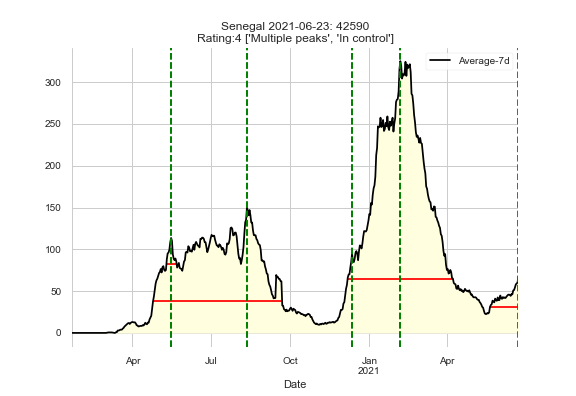 Senegal 2021-06-23: 42590
Rating:4 ['Multiple peaks', 'In control']
Average-7d
300
250
200
150
100
50
0
Apr
Jul
Oct
Jan
2021
Apr
Date